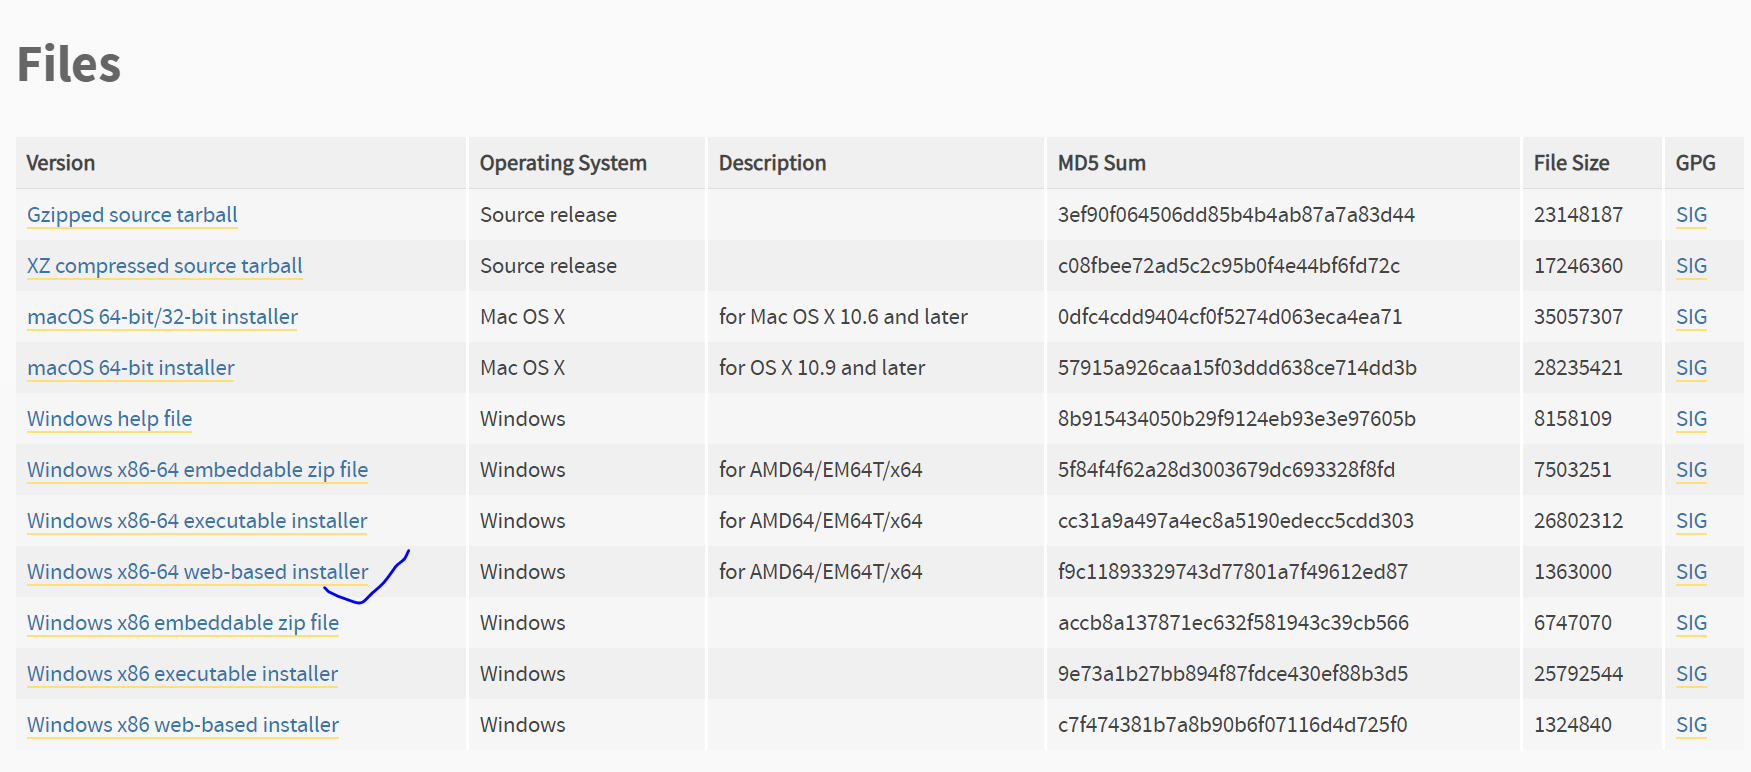 Files
Version Operating System Description MD5 Sum File Size GPG
Gzipped source tarball Source release 3ef90f064506dd85b4b4ab87a7a83d44 23148187 SIG
XZ compressed source tarball Source release c08fbee72ad5c2c95b0f4e44bf6fd72c 17246360 SIG
macOS 64-bit/32-bit installer Mac OS X for Mac OS X 10.6 and later 0dfc4cdd9404cf0f5274d063eca4ea71 35057307 SIG
macOS 64-bit installer Mac OS X for OS X 10.9 and later 57915a926caa15f03ddd638ce714dd3b 28235421 SIG
Windows help file Windows 8b915434050b29f9124eb93e3e97605b 8158109 SIG
Windows x86-64 embeddable zip file Windows for AMD64/EM64T/x64 5f84f4f62a28d3003679dc693328f8fd 7503251 SIG
Windows x86-64 executable installer Windows for AMD64/EM64T/x64 cc31a9a497a4ec8a5190edecc5cdd303 26802312 SIG
Windows x86-64 web-based installer Windows for AMD64/EM64T/x64 f9c11893329743d77801a7f49612ed87 1363000 SIG
Windows x86 embeddable zip file Windows accb8a137871ec632f581943c39cb566 6747070 SIG
Windows x86 executable installer Windows 9e73a1b27bb894f87fdce430ef88b3d5 25792544 SIG
Windows x86 web-based installer Windows c7f474381b7a8b90b6f07116d4d725f0 1324840 SIG